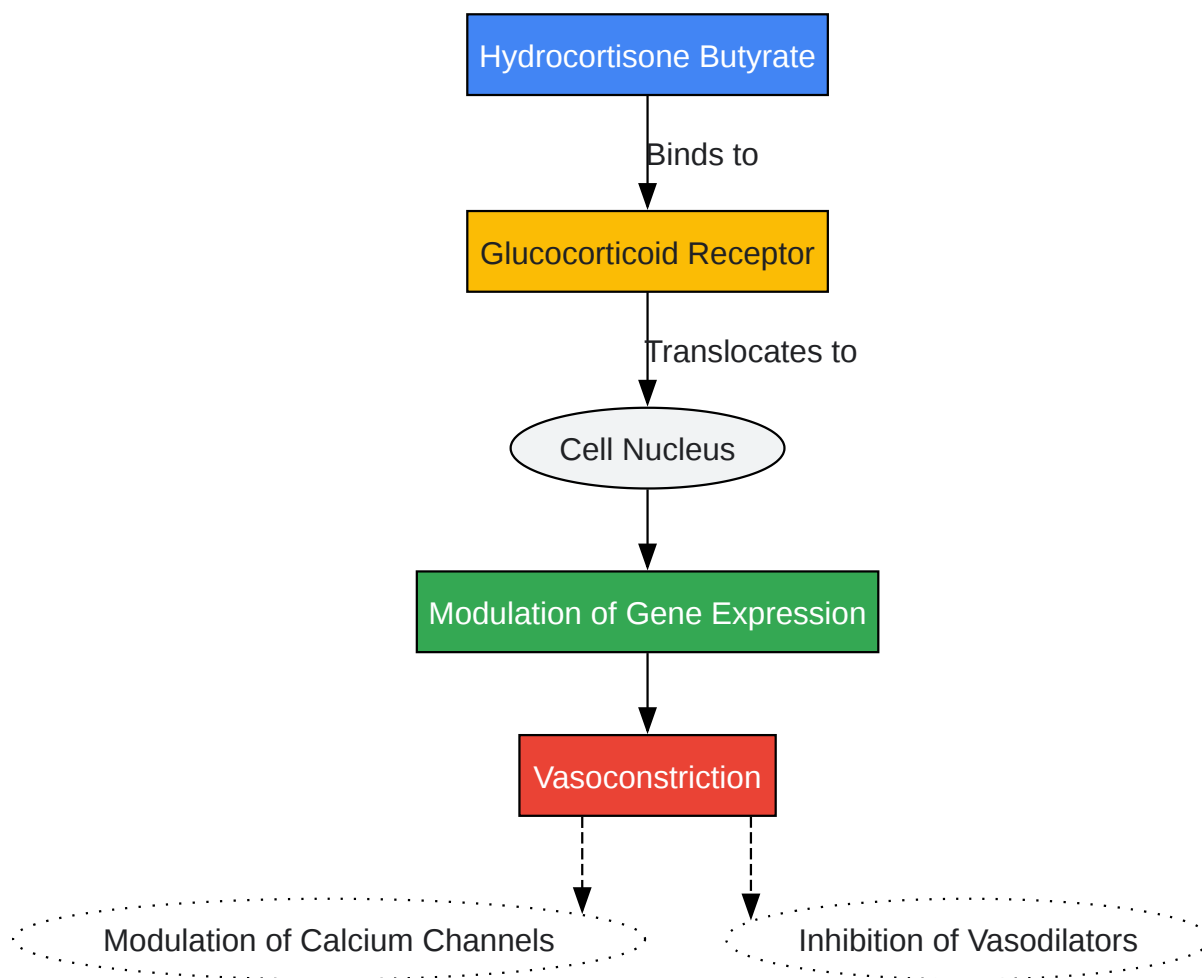 Hydrocortisone Butyrate
Binds to
Glucocorticoid Receptor
Translocates to
Cell Nucleus
Modulation of Gene Expression
Vasoconstriction
Modulation of Calcium Channels
Inhibition of Vasodilators